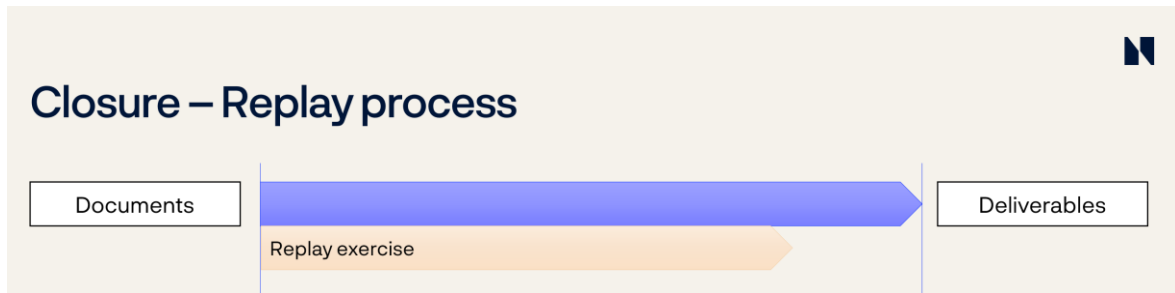 Closure – Replay process
Documents
Deliverables
Replay exercise